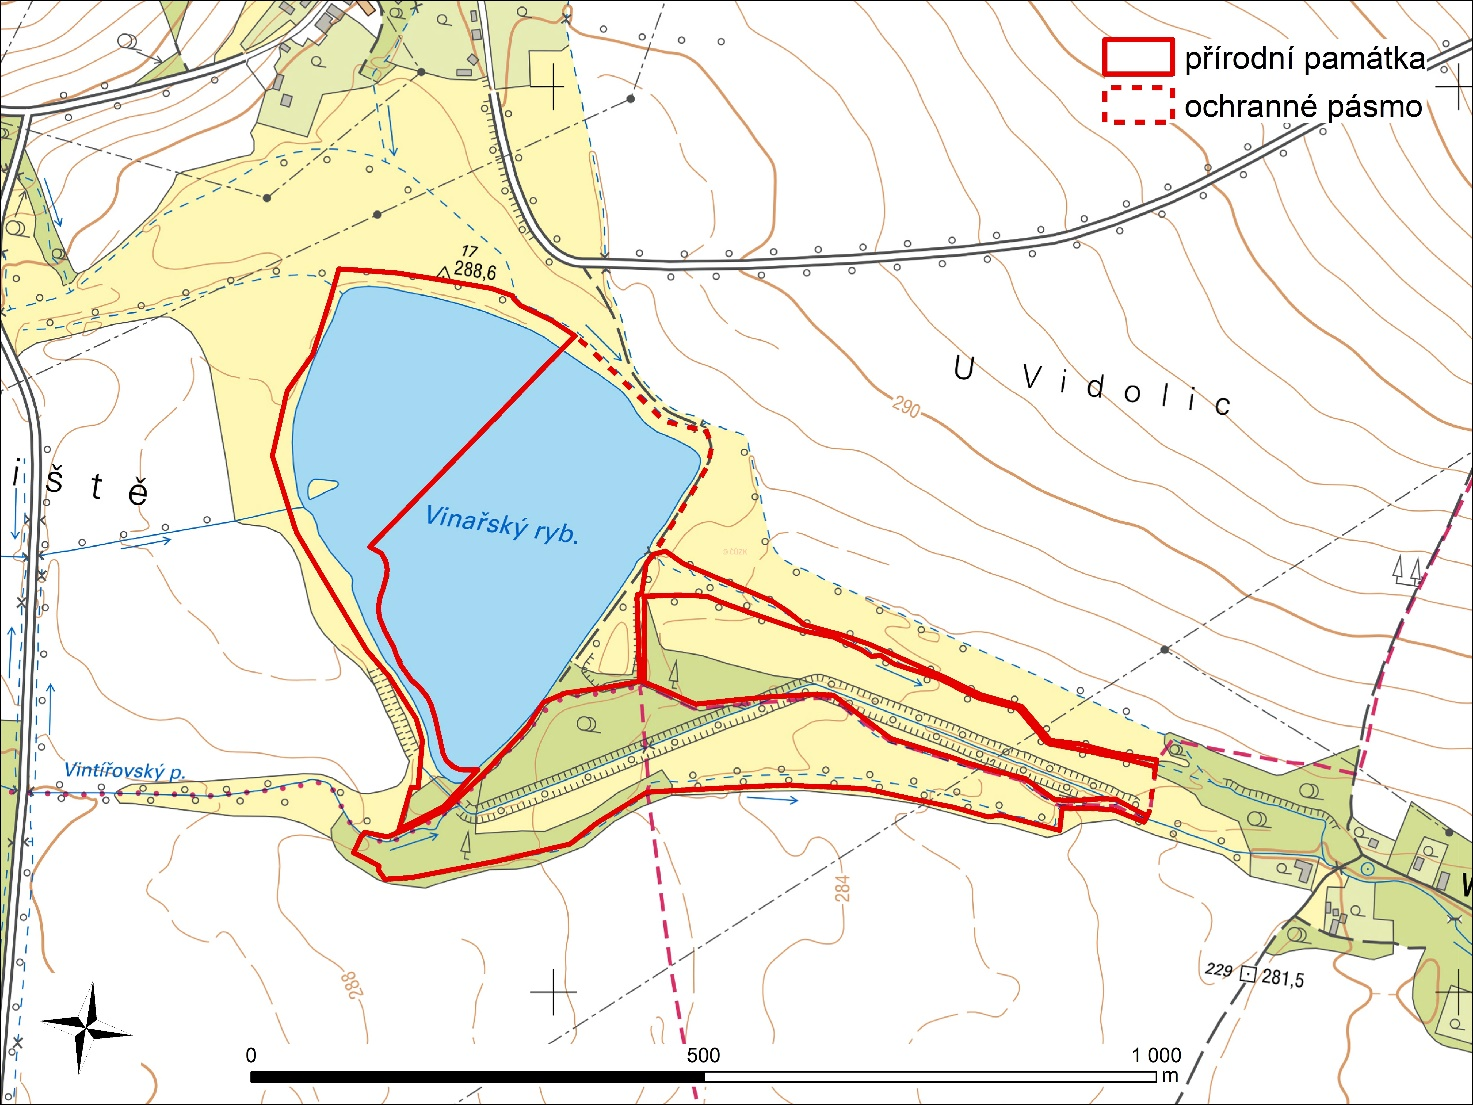 přírodní památka
ochranné pásmo
17
288,6
U Vidolic
290
iště
Vinařský ryb.
Vintířovský p.
284
288
229
281,5
0
500
1 000
m